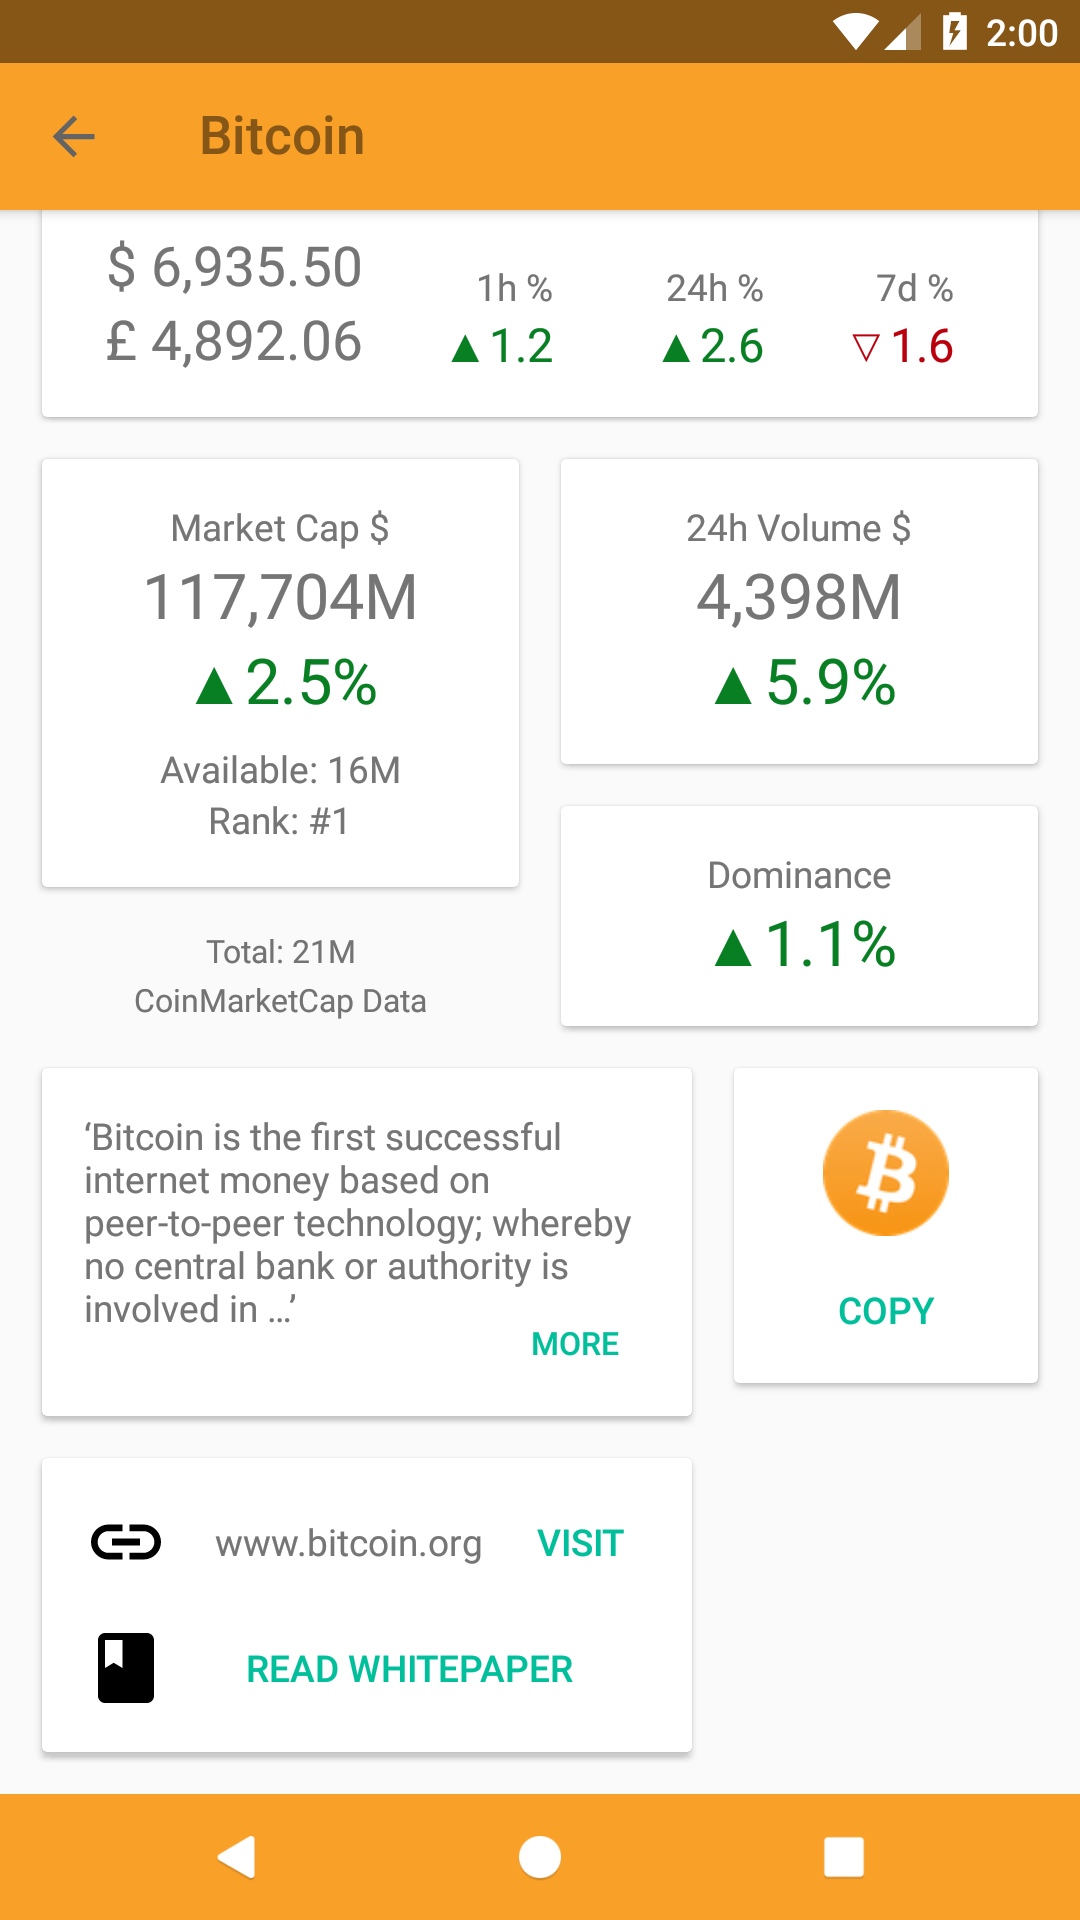 2:00
Bitcoin
$ 6,935.50
£ 4,892.06
1h % 24h % 7d %
▲1.2 ▲2.6 ▽1.6
Market Cap $
117,704M
▲2.5%
Available: 16M
Rank: #1
24h Volume $
4,398M
▲5.9%
Dominance
▲1.1%
Total: 21M
CoinMarketCap Data
‘Bitcoin is the first successful
internet money based on
peer-to-peer technology; whereby
no central bank or authority is
involved in ...’
MORE
COPY
www.bitcoin.org VISIT
READ WHITEPAPER